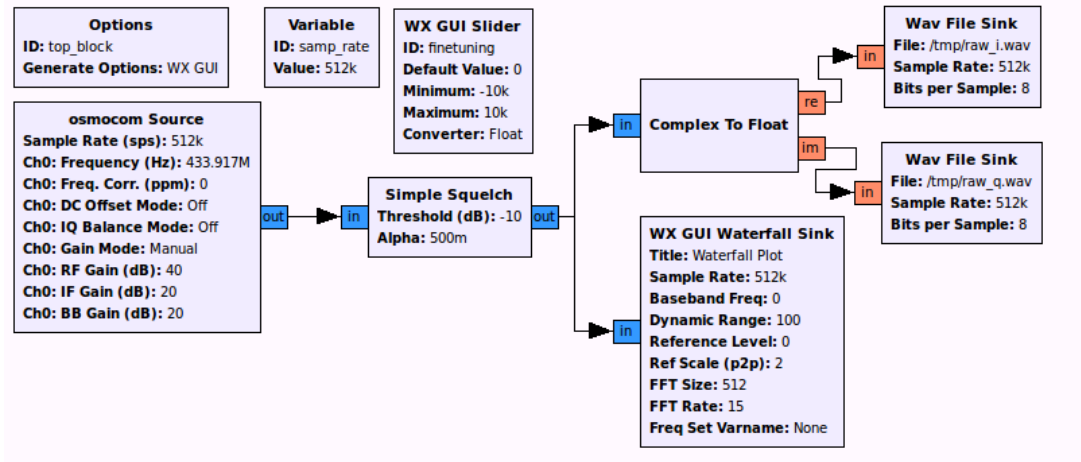 Options
ID: top_block
Generate Options: WX GUI
Variable
ID: samp_rate
Value: 512k
WX GUI Slider
ID: finetuning
Default Value: 0
Minimum: -10k
Maximum: 10k
Converter: Float
osmocom Source
Sample Rate (sps): 512k
Ch0: Frequency (Hz): 433.917M
Ch0: Freq. Corr. (ppm): 0
Ch0: DC Offset Mode: Off
Ch0: IQ Balance Mode: Off
Ch0: Gain Mode: Manual
Ch0: RF Gain (dB): 40
Ch0: IF Gain (dB): 20
Ch0: BB Gain (dB): 20
out
in
Simple Squelch
Threshold (dB): -10
Alpha: 500m
out
in
Complex To Float
re
im
in
Wav File Sink
File: /tmp/raw_i.wav
Sample Rate: 512k
Bits per Sample: 8
in
Wav File Sink
File: /tmp/raw_q.wav
Sample Rate: 512k
Bits per Sample: 8
in
WX GUI Waterfall Sink
Title: Waterfall Plot
Sample Rate: 512k
Baseband Freq: 0
Dynamic Range: 100
Reference Level: 0
Ref Scale (p2p): 2
FFT Size: 512
FFT Rate: 15
Freq Set Varname: None